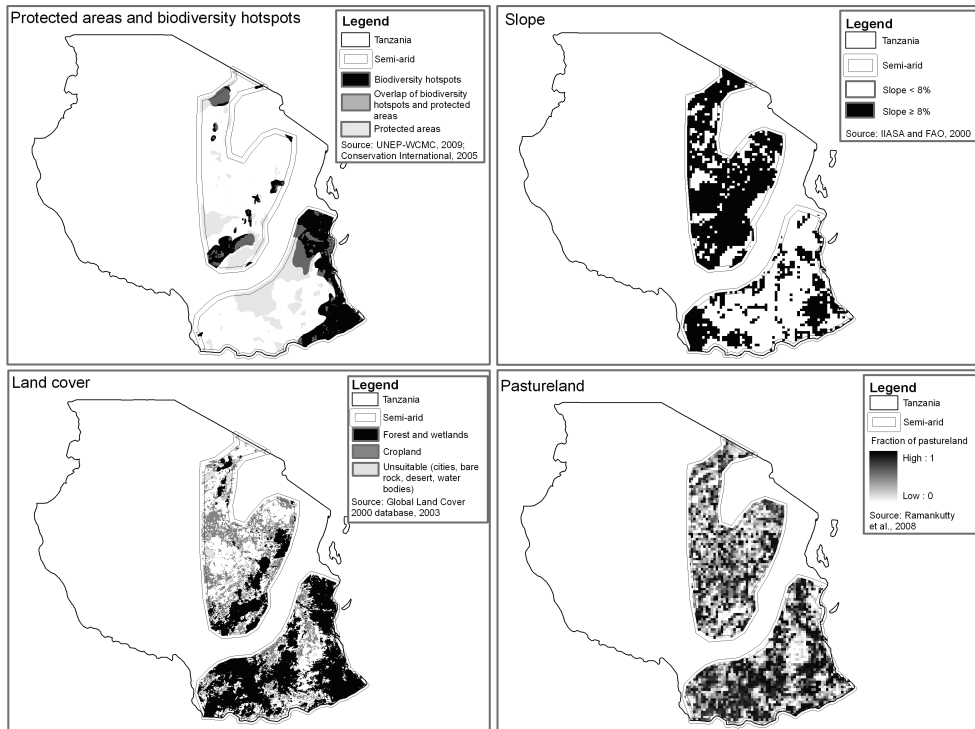 Protected areas and biodiversity hotspots
Legend
Tanzania
Semi-arid
Biodiversity hotspots
Overlap of biodiversity
hotspots and protected
areas
Protected areas
Source: UNEP-WCMC, 2009;
Conservation International, 2005
Slope
Legend
Tanzania
Semi-arid
Slope < 8%
Slope ≥ 8%
Source: IIASA and FAO, 2000
Land cover
Legend
Tanzania
Semi-arid
Forest and wetlands
Cropland
Unsuitable (cities, bare
rock, desert, water
bodies)
Source: Global Land Cover
2000 database, 2003
Pastureland
Legend
Tanzania
Semi-arid
Fraction of pastureland
High : 1
Low : 0
Source: Ramankutty
et al., 2008